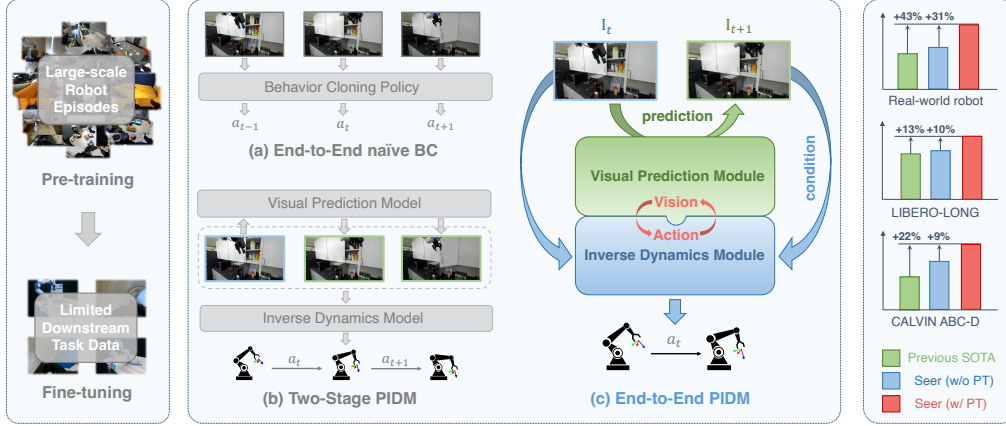 Large-scale
Robot
Episodes
Pre-training
Limited
Downstream
Task Data
Fine-tuning
Behavior Cloning Policy
a_{t-1} a_t a_{t+1}
(a) End-to-End naïve BC
Visual Prediction Model
Inverse Dynamics Model
a_t a_{t+1}
(b) Two-Stage PIDM
I_t I_{t+1}
prediction
condition
Visual Prediction Module
Vision
Action
Inverse Dynamics Module
a_t
(c) End-to-End PIDM
+43% +31%
Real-world robot
+13% +10%
LIBERO-LONG
+22% +9%
CALVIN ABC-D
Previous SOTA
Seer (w/o PT)
Seer (w/ PT)